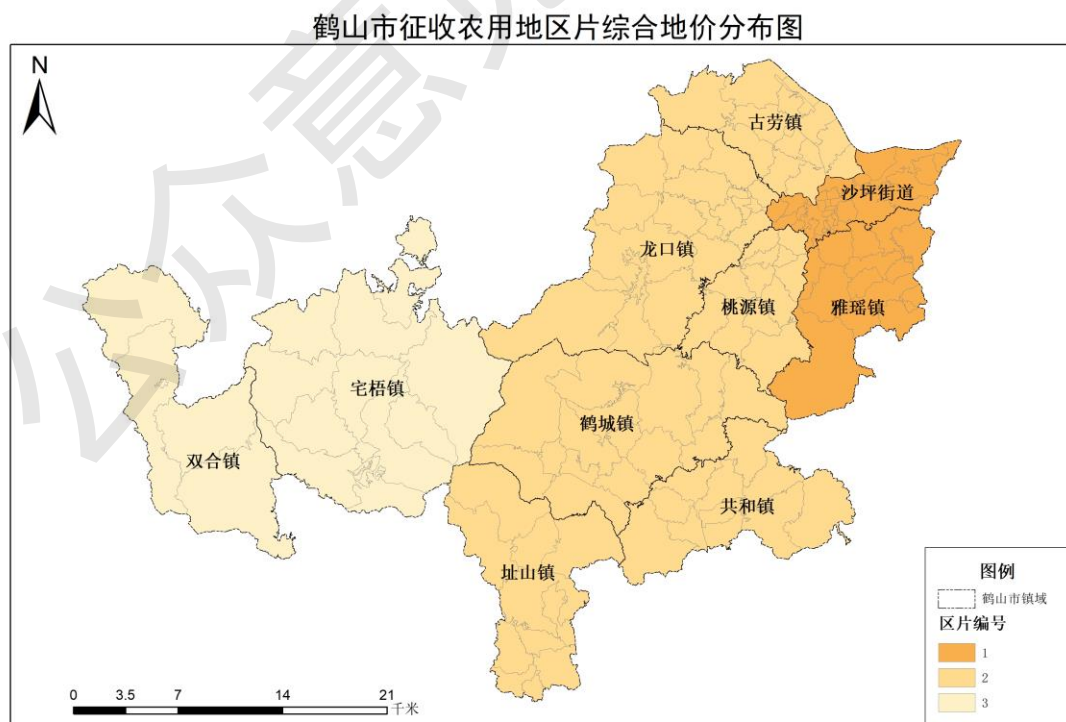 鹤山市征收农用地区片综合地价分布图
N
古劳镇
沙坪街道
龙口镇
桃源镇
雅瑶镇
宅梧镇
鹤城镇
双合镇
共和镇
址山镇
图例
鹤山市镇域
区片编号
1
2
3
0 3.5 7 14 21
千米
公众意